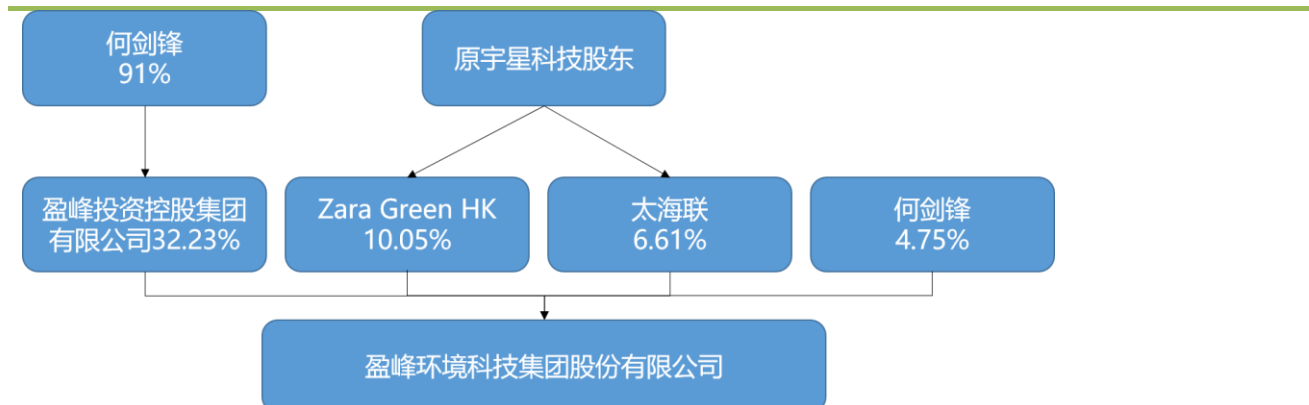 何剑锋
91%
原宇星科技股东
盈峰投资控股集团
有限公司32.23%
Zara Green HK
10.05%
太海联
6.61%
何剑锋
4.75%
盈峰环境科技集团股份有限公司